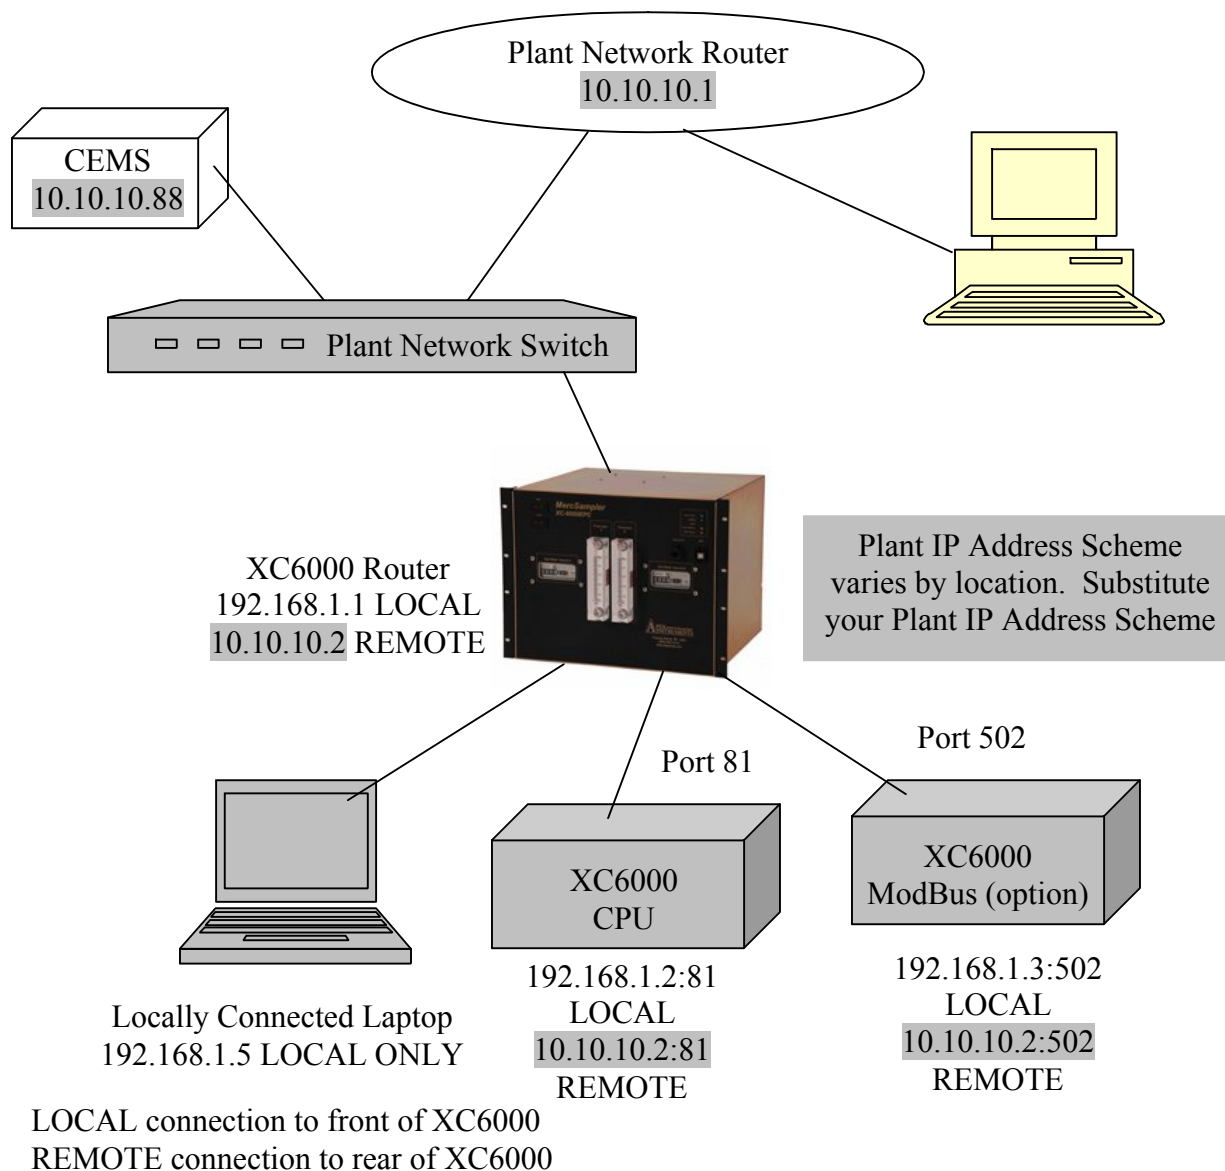 Plant Network Router
10.10.10.1
CEMS
10.10.10.88
Plant Network Switch
MercSampler
XC6000 Router
192.168.1.1 LOCAL
10.10.10.2 REMOTE
APEX INSTRUMENTS
Plant IP Address Scheme
varies by location.  Substitute
your Plant IP Address Scheme
Port 81
Port 502
XC6000
CPU
XC6000
ModBus (option)
Locally Connected Laptop
192.168.1.5 LOCAL ONLY
192.168.1.2:81
LOCAL
10.10.10.2:81
REMOTE
192.168.1.3:502
LOCAL
10.10.10.2:502
REMOTE
LOCAL connection to front of XC6000
REMOTE connection to rear of XC6000